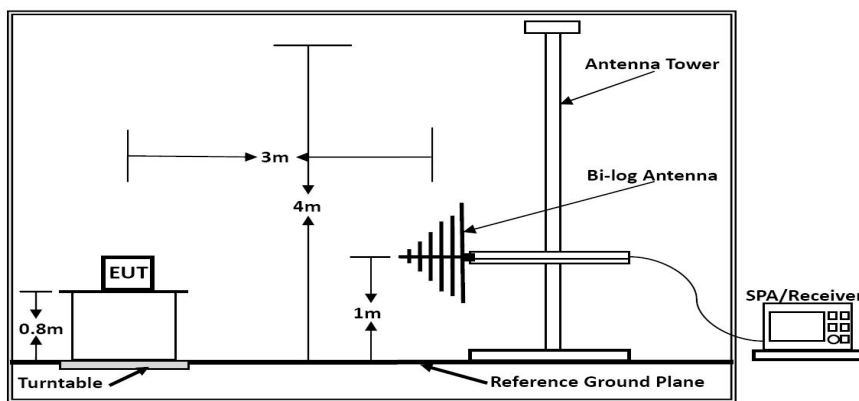 Antenna Tower
3m
Bi-log Antenna
4m
EUT
SPA/Receiver
0.8m
1m
Turntable
Reference Ground Plane